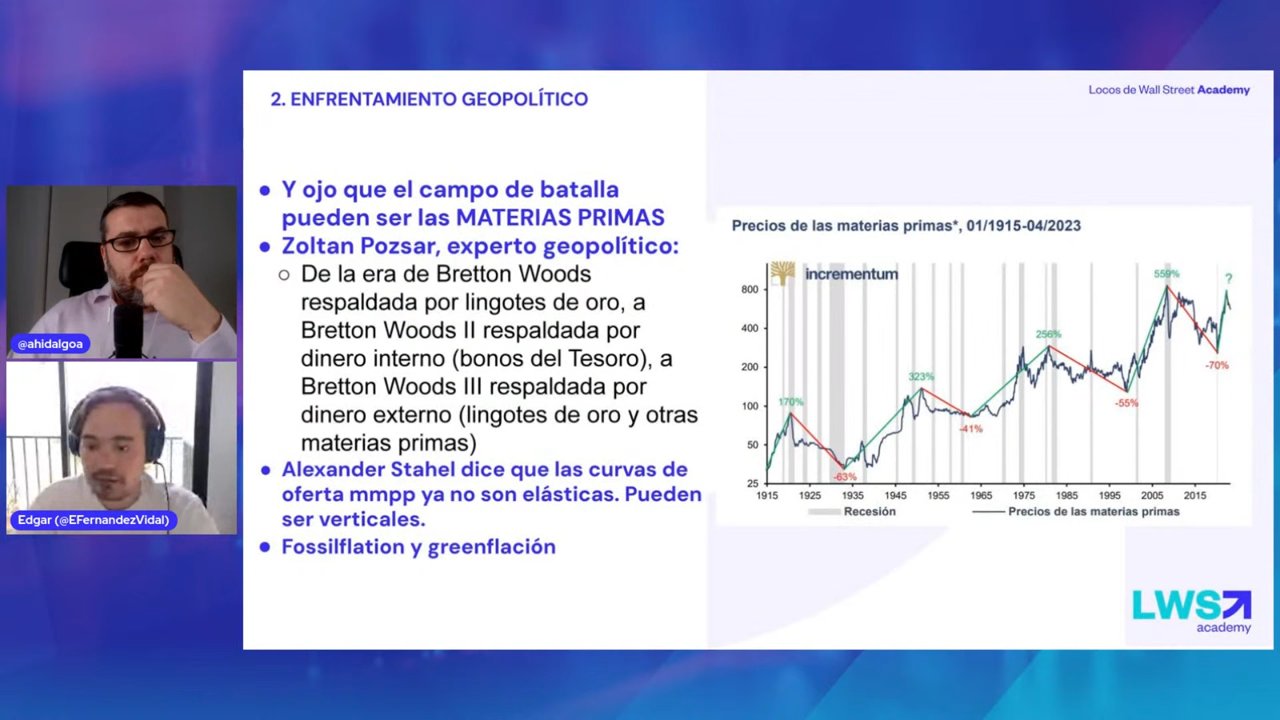 2. ENFRENTAMIENTO GEOPOLÍTICO
Locos de Wall Street Academy
● Y ojo que el campo de batalla
pueden ser las MATERIAS PRIMAS
● Zoltan Pozsar, experto geopolítico:
○ De la era de Bretton Woods
respaldada por lingotes de oro, a
Bretton Woods II respaldada por
dinero interno (bonos del Tesoro), a
Bretton Woods III respaldada por
dinero externo (lingotes de oro y otras
materias primas)
● Alexander Stahel dice que las curvas de
oferta mmpp ya no son elásticas. Pueden
ser verticales.
● Fossilflation y greenflación
@ahidalgoa
Edgar (@EFernandezVidal)
Precios de las materias primas*, 01/1915-04/2023
incrementum
800
400
200
100
50
25
170%
-63%
323%
-41%
256%
-55%
559%
-70%
?
1915 1925 1935 1945 1955 1965 1975 1985 1995 2005 2015
Recesión Precios de las materias primas
LWS
academy